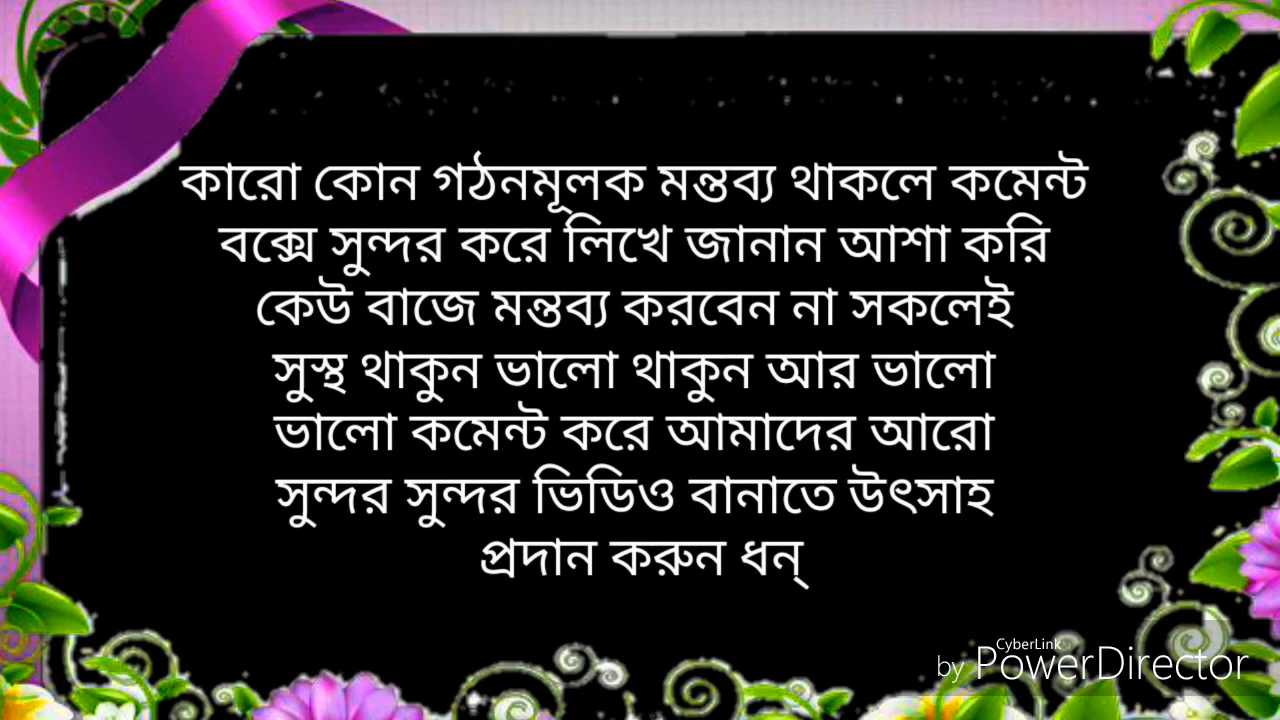 কারো কোন গঠনমূলক মন্তব্য থাকলে কমেন্ট
বক্সে সুন্দর করে লিখে জানান আশা করি
কেউ বাজে মন্তব্য করবেন না সকলেই
সুস্থ থাকুন ভালো থাকুন আর ভালো
ভালো কমেন্ট করে আমাদের আরো
সুন্দর সুন্দর ভিডিও বানাতে উৎসাহ
প্রদান করুন ধন্
CyberLink
by PowerDirector